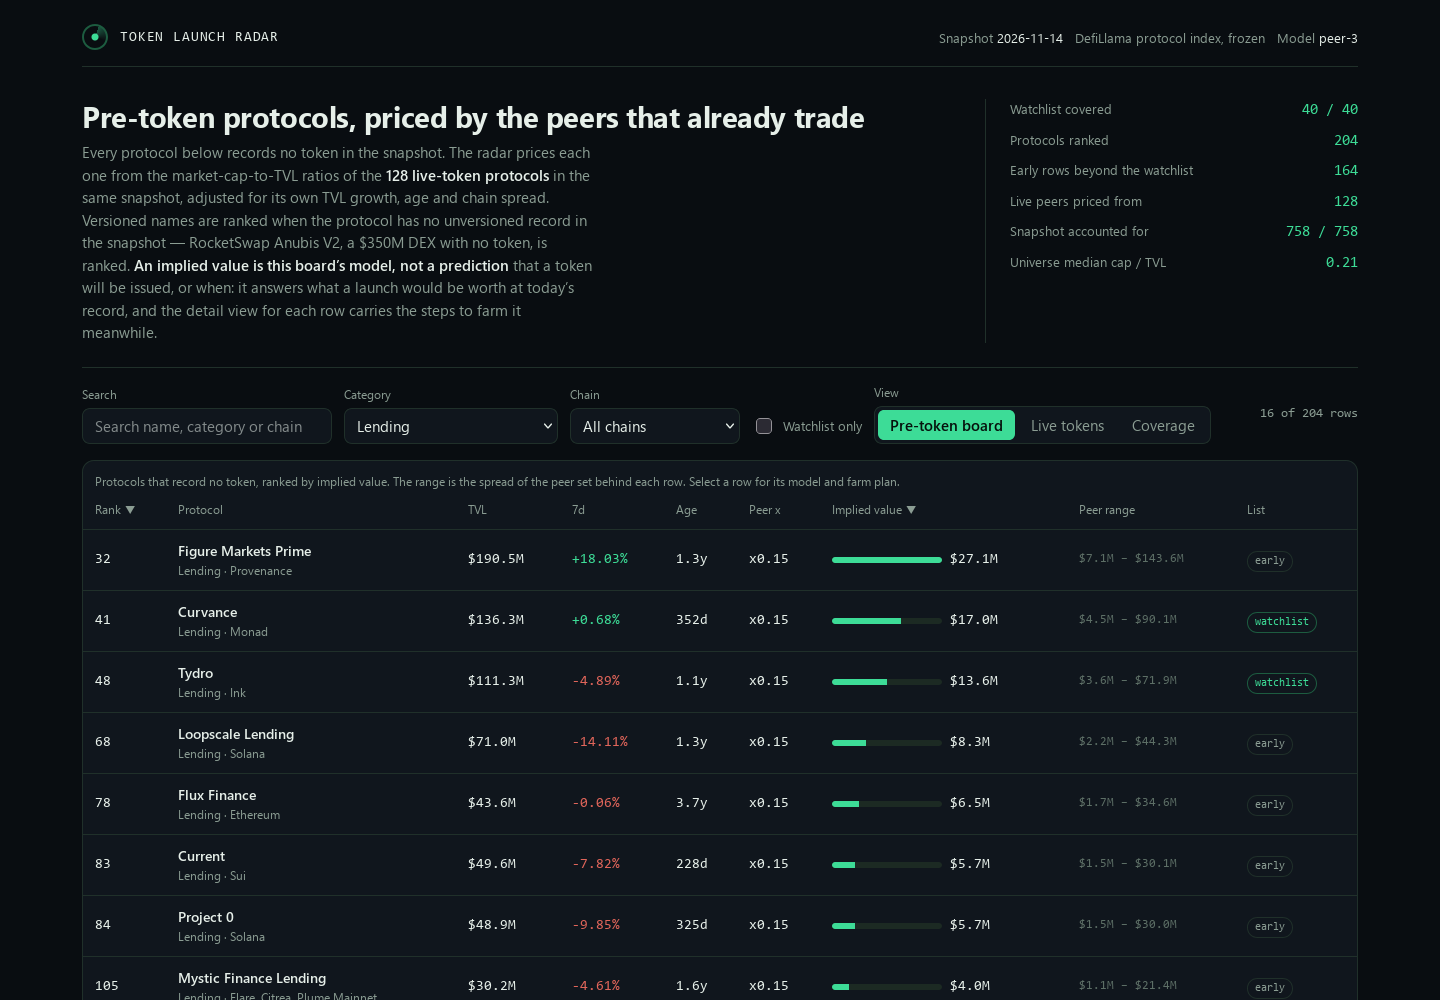 TOKEN LAUNCH RADAR
Snapshot 2026-11-14 DefiLlama protocol index, frozen Model peer-3
Pre-token protocols, priced by the peers that already trade
Every protocol below records no token in the snapshot. The radar prices each
one from the market-cap-to-TVL ratios of the 128 live-token protocols in the
same snapshot, adjusted for its own TVL growth, age and chain spread.
Versioned names are ranked when the protocol has no unversioned record in
the snapshot — RocketSwap Anubis V2, a $350M DEX with no token, is
ranked. An implied value is this board's model, not a prediction that a token
will be issued, or when: it answers what a launch would be worth at today's
record, and the detail view for each row carries the steps to farm it
meanwhile.
Watchlist covered 40 / 40
Protocols ranked 204
Early rows beyond the watchlist 164
Live peers priced from 128
Snapshot accounted for 758 / 758
Universe median cap / TVL 0.21
Search
Search name, category or chain
Category
Lending
Chain
All chains
Watchlist only
View
Pre-token board Live tokens Coverage
16 of 204 rows
Protocols that record no token, ranked by implied value. The range is the spread of the peer set behind each row. Select a row for its model and farm plan.
Rank ▼ Protocol TVL 7d Age Peer x Implied value ▼ Peer range List
32 Figure Markets Prime $190.5M +18.03% 1.3y x0.15 $27.1M $7.1M – $143.6M early
Lending · Provenance
41 Curvance $136.3M +0.68% 352d x0.15 $17.0M $4.5M – $90.1M watchlist
Lending · Monad
48 Tydro $111.3M -4.89% 1.1y x0.15 $13.6M $3.6M – $71.9M watchlist
Lending · Ink
68 Loopscale Lending $71.0M -14.11% 1.3y x0.15 $8.3M $2.2M – $44.3M early
Lending · Solana
78 Flux Finance $43.6M -0.06% 3.7y x0.15 $6.5M $1.7M – $34.6M early
Lending · Ethereum
83 Current $49.6M -7.82% 228d x0.15 $5.7M $1.5M – $30.1M early
Lending · Sui
84 Project 0 $48.9M -9.85% 325d x0.15 $5.7M $1.5M – $30.0M early
Lending · Solana
105 Mystic Finance Lending $30.2M -4.61% 1.6y x0.15 $4.0M $1.1M – $21.4M early
Lending · Flare, Citrea, Plume Mainnet